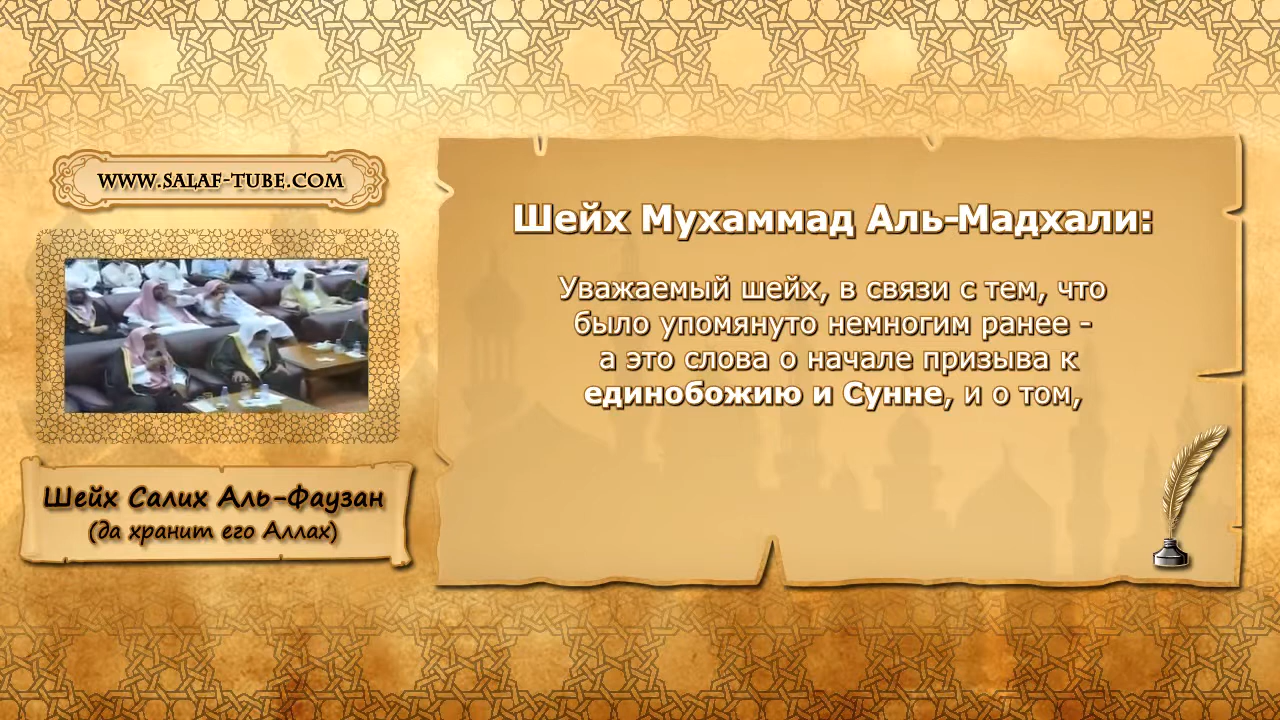 WWW.SALAF-TUBE.COM
Шейх Салих Аль-Фаузан
(да хранит его Аллах)
Шейх Мухаммад Аль-Мадхали:
Уважаемый шейх, в связи с тем, что
было упомянуто немногим ранее -
а это слова о начале призыва к
единобожию и Сунне, и о том,